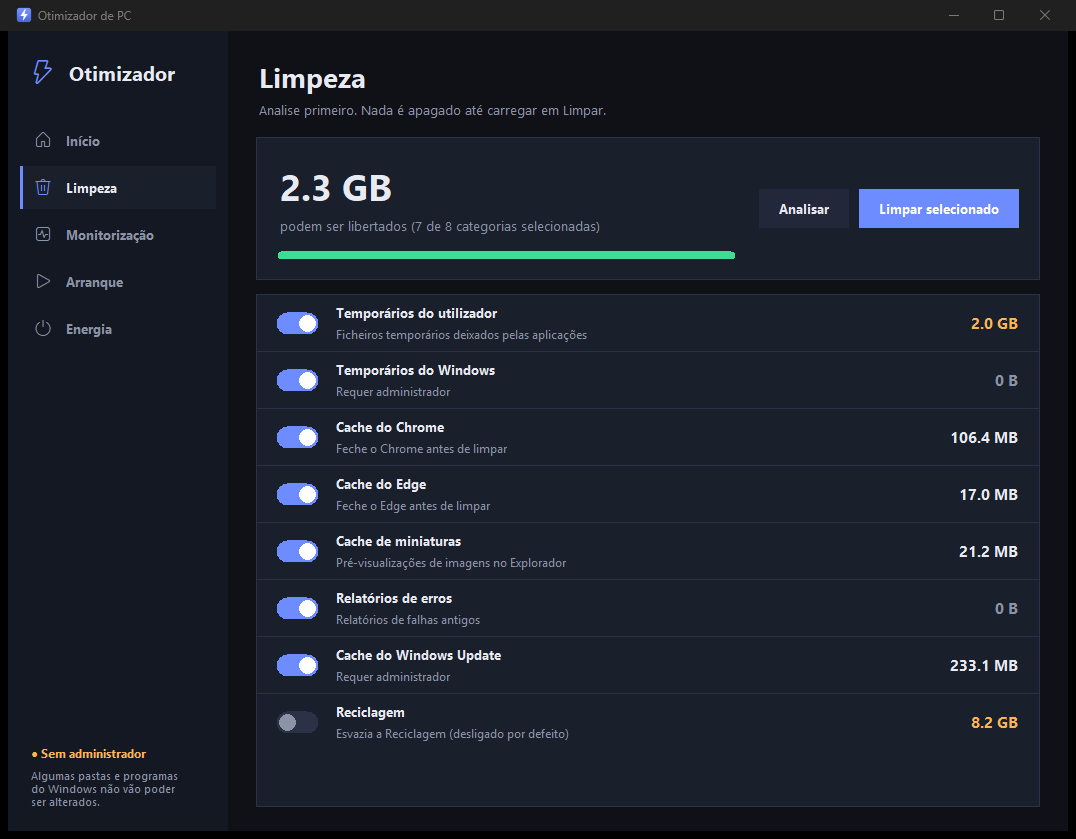 Otimizador de PC
Otimizador
Início
Limpeza
Monitorização
Arranque
Energia
● Sem administrador
Algumas pastas e programas
do Windows não vão poder
ser alterados.
Limpeza
Analise primeiro. Nada é apagado até carregar em Limpar.
2.3 GB
podem ser libertados (7 de 8 categorias selecionadas)
Analisar
Limpar selecionado
Temporários do utilizador
Ficheiros temporários deixados pelas aplicações
2.0 GB
Temporários do Windows
Requer administrador
0 B
Cache do Chrome
Feche o Chrome antes de limpar
106.4 MB
Cache do Edge
Feche o Edge antes de limpar
17.0 MB
Cache de miniaturas
Pré-visualizações de imagens no Explorador
21.2 MB
Relatórios de erros
Relatórios de falhas antigos
0 B
Cache do Windows Update
Requer administrador
233.1 MB
Reciclagem
Esvazia a Reciclagem (desligado por defeito)
8.2 GB